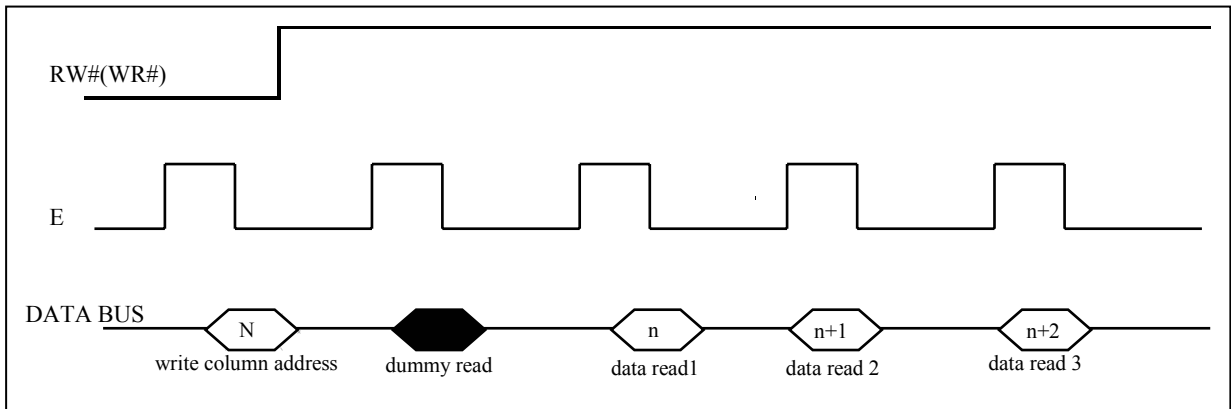 RW#(WR#)
E
DATA BUS
N
n
n+1
n+2
write column address
dummy read
data read1
data read 2
data read 3